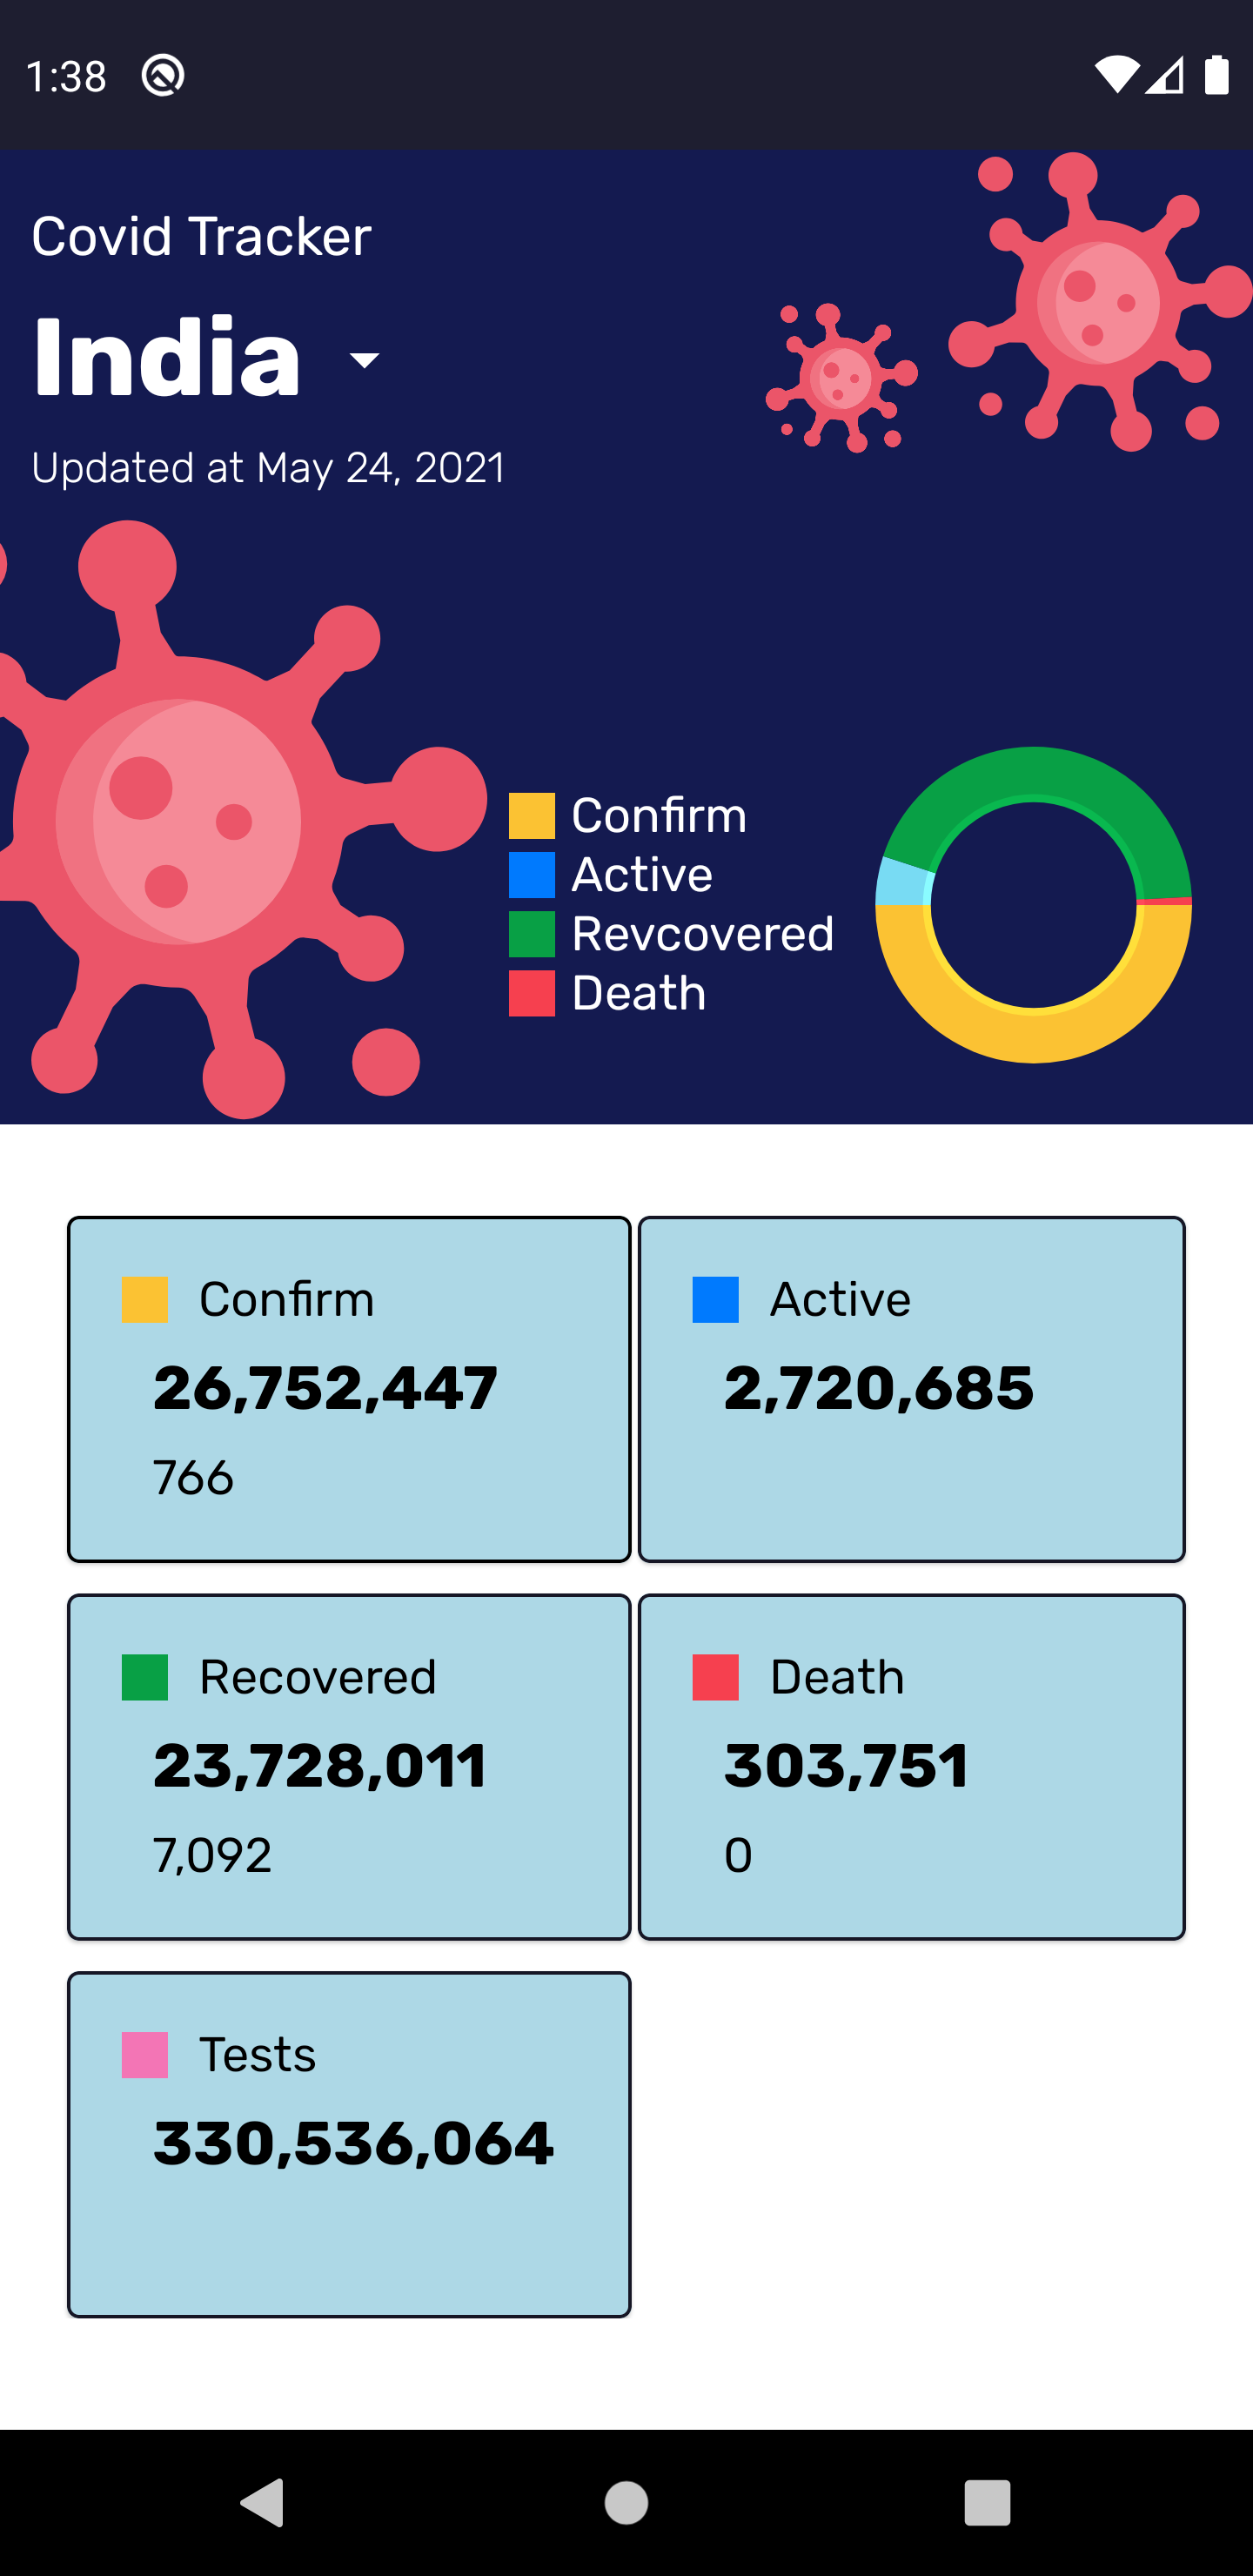 1:38
Covid Tracker
India
Updated at May 24, 2021
Confirm
Active
Revcovered
Death
Confirm
26,752,447
766
Active
2,720,685
Recovered
23,728,011
7,092
Death
303,751
0
Tests
330,536,064